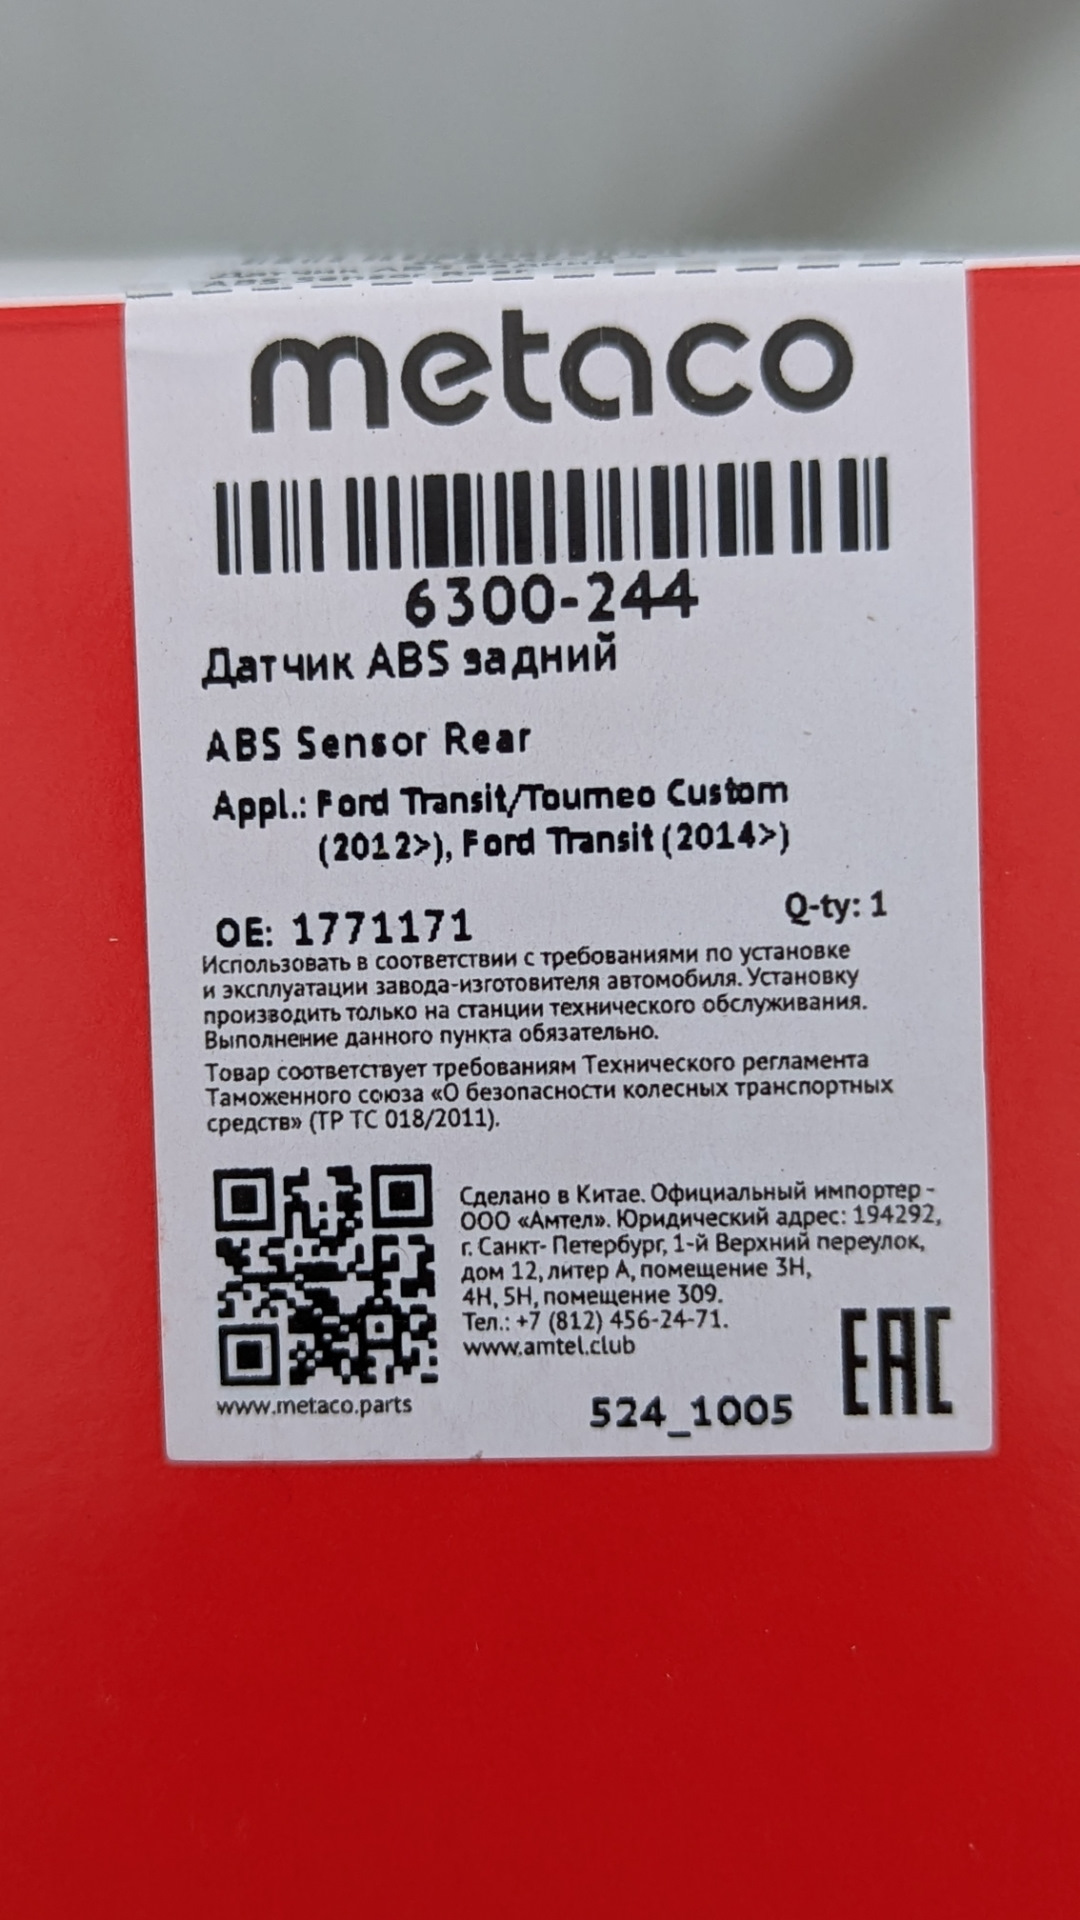 metaco
6300-244
Датчик ABS задний
ABS Sensor Rear
Appl.: Ford Transit/Tourneo Custom
(2012>), Ford Transit (2014>)
Q-ty: 1
OE: 1771171
Использовать в соответствии с требованиями по установке
и эксплуатации завода-изготовителя автомобиля. Установку
производить только на станции технического обслуживания.
Выполнение данного пункта обязательно.
Товар соответствует требованиям Технического регламента
Таможенного союза «О безопасности колесных транспортных
средств» (ТР ТС 018/2011).
Сделано в Китае. Официальный импортер -
ООО «Амтел». Юридический адрес: 194292,
г. Санкт- Петербург, 1-й Верхний переулок,
дом 12, литер А, помещение 3Н,
4Н, 5Н, помещение 309.
Тел.: +7 (812) 456-24-71.
www.amtel.club
www.metaco.parts
524_1005
EAC